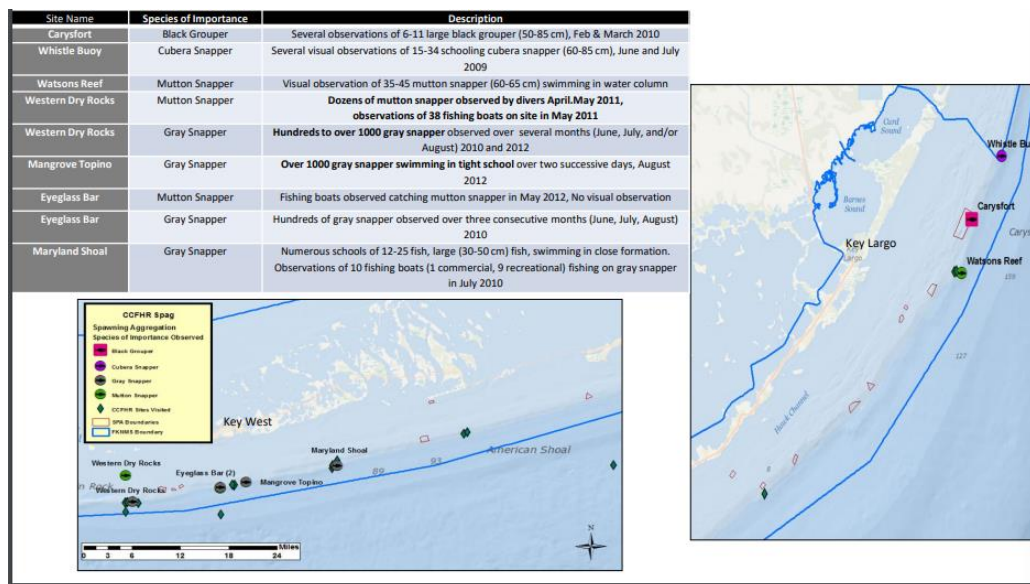 Site Name Species of Importance Description
Carysfort Black Grouper Several observations of 6-11 large black grouper (50-85 cm), Feb & March 2010
Whistle Buoy Cubera Snapper Several visual observations of 15-34 schooling cubera snapper (60-85 cm), June and July
2009
Watsons Reef Mutton Snapper Visual observation of 35-45 mutton snapper (60-65 cm) swimming in water column
Western Dry Rocks Mutton Snapper Dozens of mutton snapper observed by divers April.May 2011,
observations of 38 fishing boats on site in May 2011
Western Dry Rocks Gray Snapper Hundreds to over 1000 gray snapper observed over several months (June, July, and/or
August) 2010 and 2012
Mangrove Topino Gray Snapper Over 1000 gray snapper swimming in tight school over two successive days, August
2012
Eyeglass Bar Mutton Snapper Fishing boats observed catching mutton snapper in May 2012, No visual observation
Eyeglass Bar Gray Snapper Hundreds of gray snapper observed over three consecutive months (June, July, August)
2010
Maryland Shoal Gray Snapper Numerous schools of 12-25 fish, large (30-50 cm) fish, swimming in close formation.
Observations of 10 fishing boats (1 commercial, 9 recreational) fishing on gray snapper
in July 2010
CCFHR Spag
Spawning Aggregation
Species of Importance Observed
Black Grouper
Cubera Snapper
Gray Snapper
Mutton Snapper
CCFHR Sites Visited
SPA Boundaries
FKNMS Boundary
Key West
Maryland Shoal
American Shoal
93
89
Western Dry Rocks
Eyeglass Bar (2)
Mangrove Topino
Western Dry Rocks
Rock
Miles
0 3 6 12 18 24
N
Card
Sound
Whistle Bu
Barnes
Sound
Carysfort
Carys
Key Largo
Largo
Watsons Reef
159
127
Hawk Channel
8